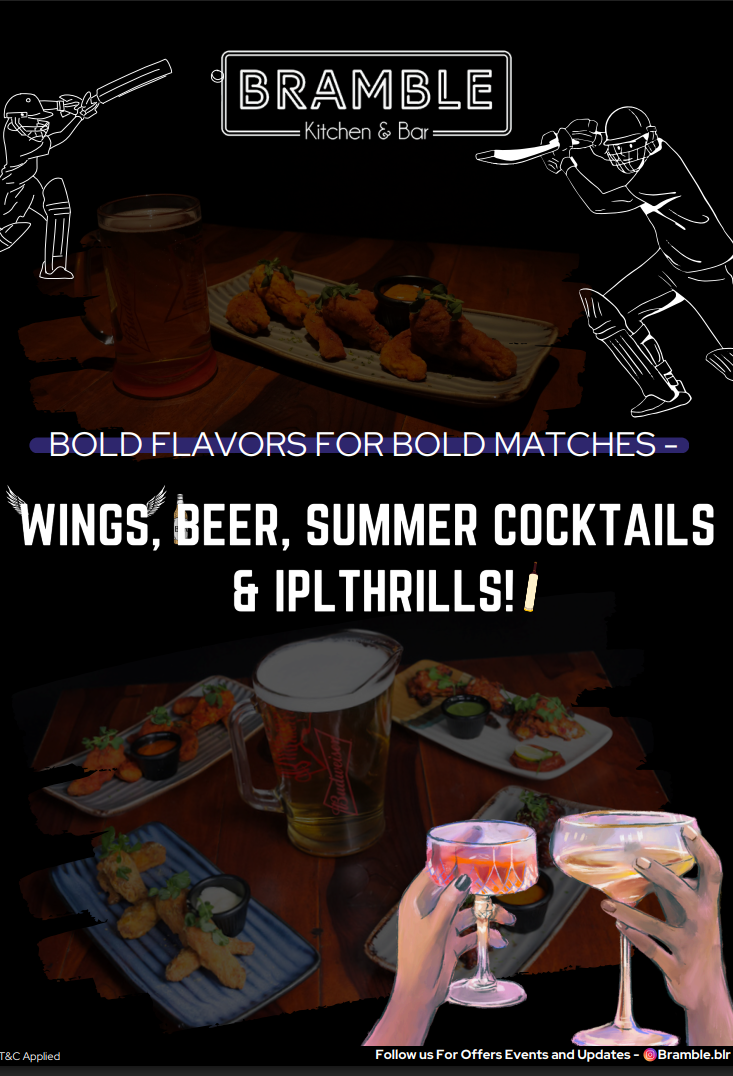 BRAMBLE
Kitchen & Bar
BOLD FLAVORS FOR BOLD MATCHES –
WINGS, BEER, SUMMER COCKTAILS
& IPLTHRILLS!
Budweiser
T&C Applied
Follow us For Offers Events and Updates - Bramble.blr